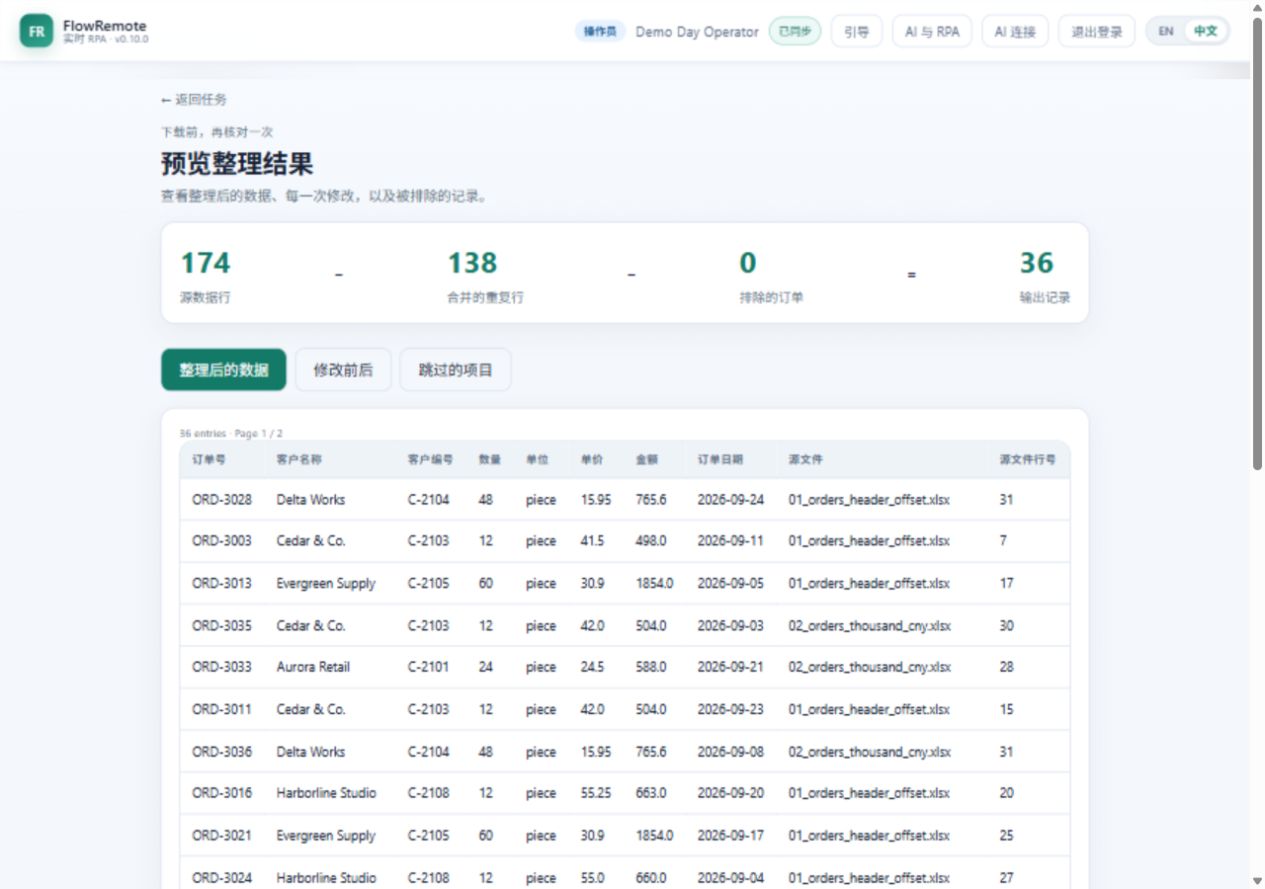 FR
FlowRemote
实时 RPA · v0.10.0
操作员 Demo Day Operator 已同步 引导 AI 与 RPA AI 连接 退出登录 EN 中文
← 返回任务
下载前，再核对一次
预览整理结果
查看整理后的数据、每一次修改，以及被排除的记录。
174 - 138 - 0 = 36
源数据行 合并的重复行 排除的订单 输出记录
整理后的数据 修改前后 跳过的项目
36 entries · Page 1 / 2
订单号 客户名称 客户编号 数量 单位 单价 金额 订单日期 源文件 源文件行号
ORD-3028 Delta Works C-2104 48 piece 15.95 765.6 2026-09-24 01_orders_header_offset.xlsx 31
ORD-3003 Cedar & Co. C-2103 12 piece 41.5 498.0 2026-09-11 01_orders_header_offset.xlsx 7
ORD-3013 Evergreen Supply C-2105 60 piece 30.9 1854.0 2026-09-05 01_orders_header_offset.xlsx 17
ORD-3035 Cedar & Co. C-2103 12 piece 42.0 504.0 2026-09-03 02_orders_thousand_cny.xlsx 30
ORD-3033 Aurora Retail C-2101 24 piece 24.5 588.0 2026-09-21 02_orders_thousand_cny.xlsx 28
ORD-3011 Cedar & Co. C-2103 12 piece 42.0 504.0 2026-09-23 01_orders_header_offset.xlsx 15
ORD-3036 Delta Works C-2104 48 piece 15.95 765.6 2026-09-08 02_orders_thousand_cny.xlsx 31
ORD-3016 Harborline Studio C-2108 12 piece 55.25 663.0 2026-09-20 01_orders_header_offset.xlsx 20
ORD-3021 Evergreen Supply C-2105 60 piece 30.9 1854.0 2026-09-17 01_orders_header_offset.xlsx 25
ORD-3024 Harborline Studio C-2108 12 piece 55.0 660.0 2026-09-04 01_orders_header_offset.xlsx 27